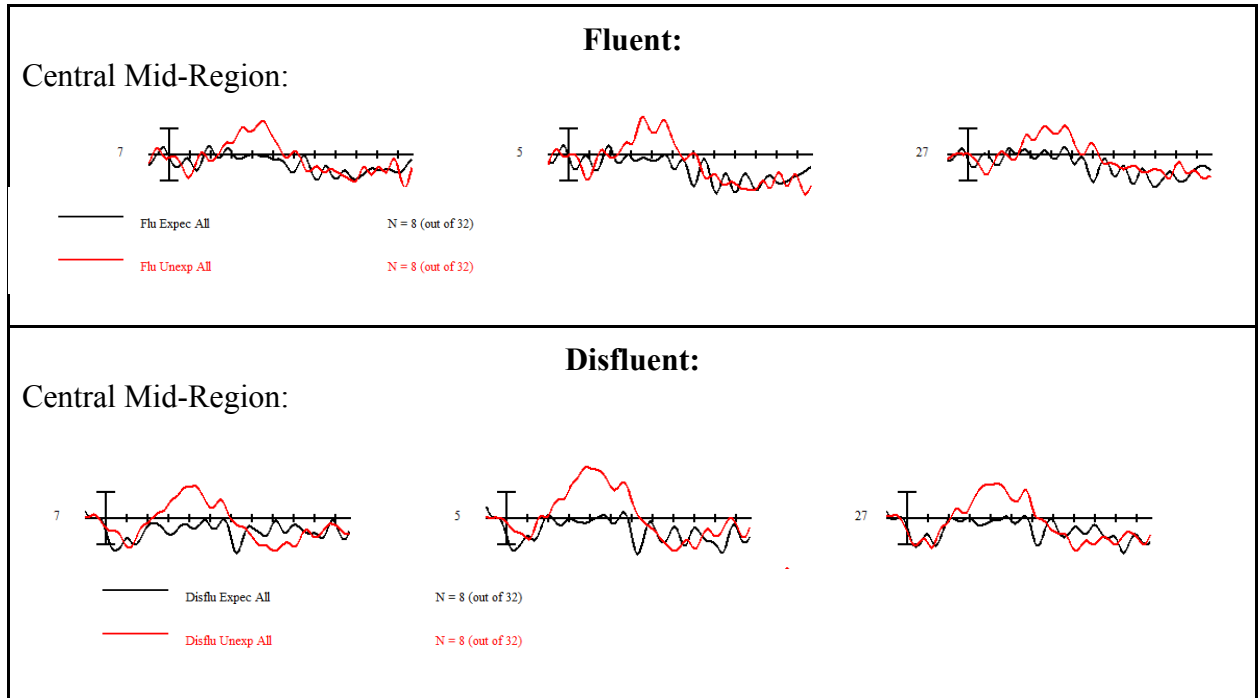 Fluent:
Central Mid-Region:
7 5 27
Flu Expec All N = 8 (out of 32)
Flu Unexp All N = 8 (out of 32)
Disfluent:
Central Mid-Region:
7 5 27
Disflu Expec All N = 8 (out of 32)
Disflu Unexp All N = 8 (out of 32)